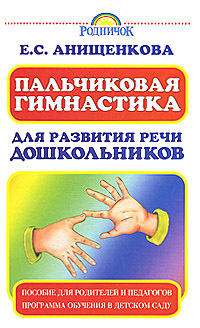 РОДНИЧОК
Е.С. АНИЩЕНКОВА
ПАЛЬЧИКОВАЯ
ГИМНАСТИКА
ДЛЯ РАЗВИТИЯ РЕЧИ
ДОШКОЛЬНИКОВ
ПОСОБИЕ ДЛЯ РОДИТЕЛЕЙ И ПЕДАГОГОВ
ПРОГРАММА ОБУЧЕНИЯ В ДЕТСКОМ САДУ